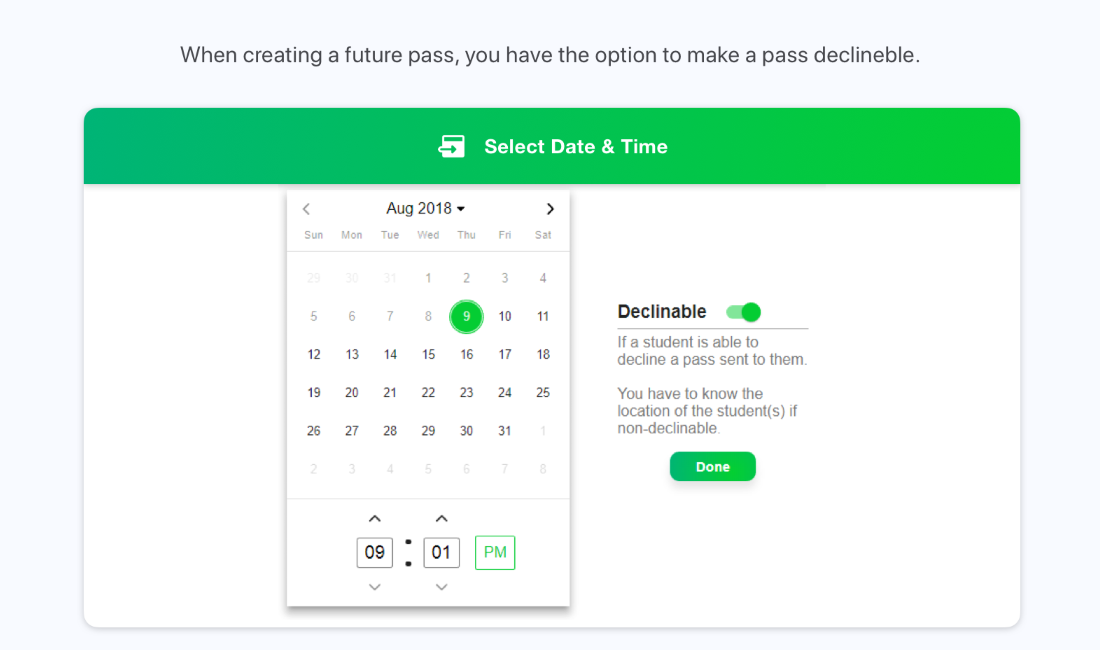 When creating a future pass, you have the option to make a pass declineble.
Select Date & Time
Aug 2018
Sun Mon Tue Wed Thu Fri Sat
29 30 31 1 2 3 4
5 6 7 8 9 10 11
12 13 14 15 16 17 18
19 20 21 22 23 24 25
26 27 28 29 30 31 1
2 3 4 5 6 7 8
09 : 01 PM
Declinable
If a student is able to
decline a pass sent to them.
You have to know the
location of the student(s) if
non-declinable.
Done